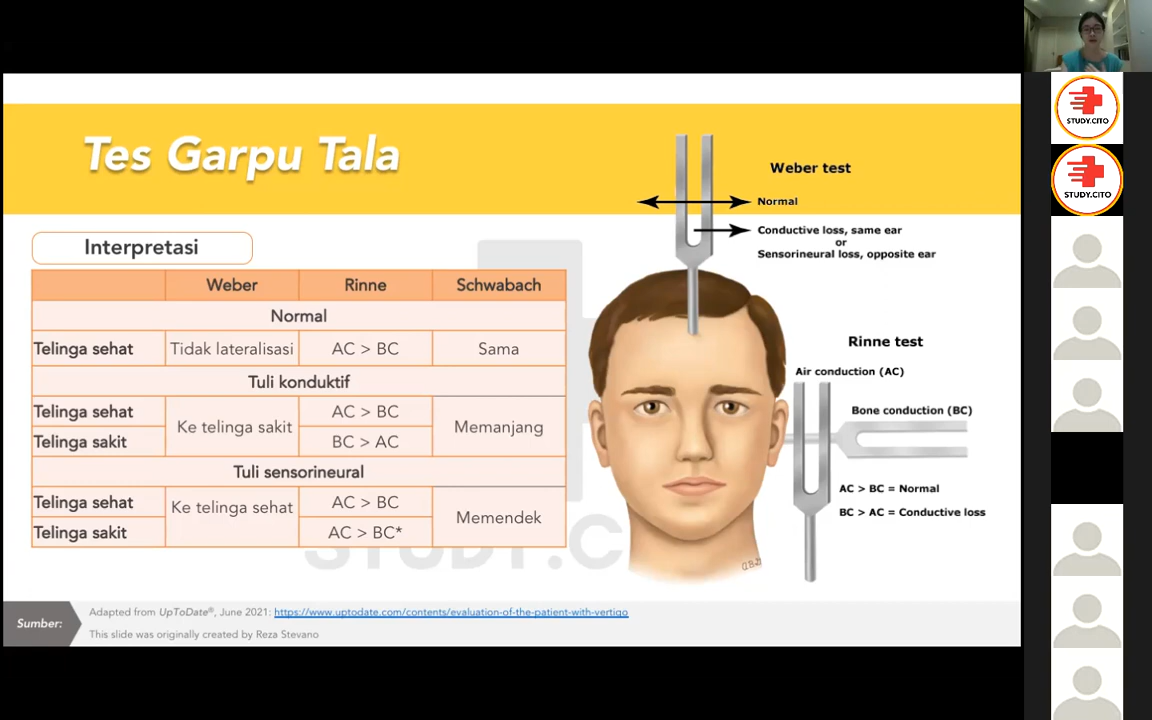 Tes Garpu Tala
Interpretasi
Weber Rinne Schwabach
Normal
Telinga sehat Tidak lateralisasi AC > BC Sama
Tuli konduktif
Telinga sehat AC > BC
Ke telinga sakit Memanjang
Telinga sakit BC > AC
Tuli sensorineural
Telinga sehat AC > BC
Ke telinga sehat Memendek
Telinga sakit AC > BC*
Weber test
Normal
Conductive loss, same ear
or
Sensorineural loss, opposite ear
Rinne test
Air conduction (AC)
Bone conduction (BC)
AC > BC = Normal
BC > AC = Conductive loss
STUDY.C
Sumber:
Adapted from UpToDate®, June 2021: https://www.uptodate.com/contents/evaluation-of-the-patient-with-vertigo
This slide was originally created by Reza Stevano
STUDY.CITO
STUDY.CITO